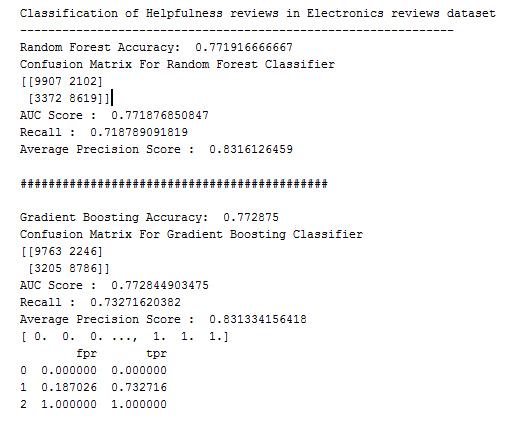 Classification of Helpfulness reviews in Electronics reviews dataset
--------------------------------------------------------------
Random Forest Accuracy:  0.771916666667
Confusion Matrix For Random Forest Classifier
[[9907 2102]
 [3372 8619]]
AUC Score :  0.771876850847
Recall :  0.718789091819
Average Precision Score :  0.8316126459
############################################
Gradient Boosting Accuracy:  0.772875
Confusion Matrix For Gradient Boosting Classifier
[[9763 2246]
 [3205 8786]]
AUC Score :  0.772844903475
Recall :  0.73271620382
Average Precision Score :  0.831334156418
[ 0.  0.  0. ...,  1.  1.  1.]
        fpr       tpr
0  0.000000  0.000000
1  0.187026  0.732716
2  1.000000  1.000000